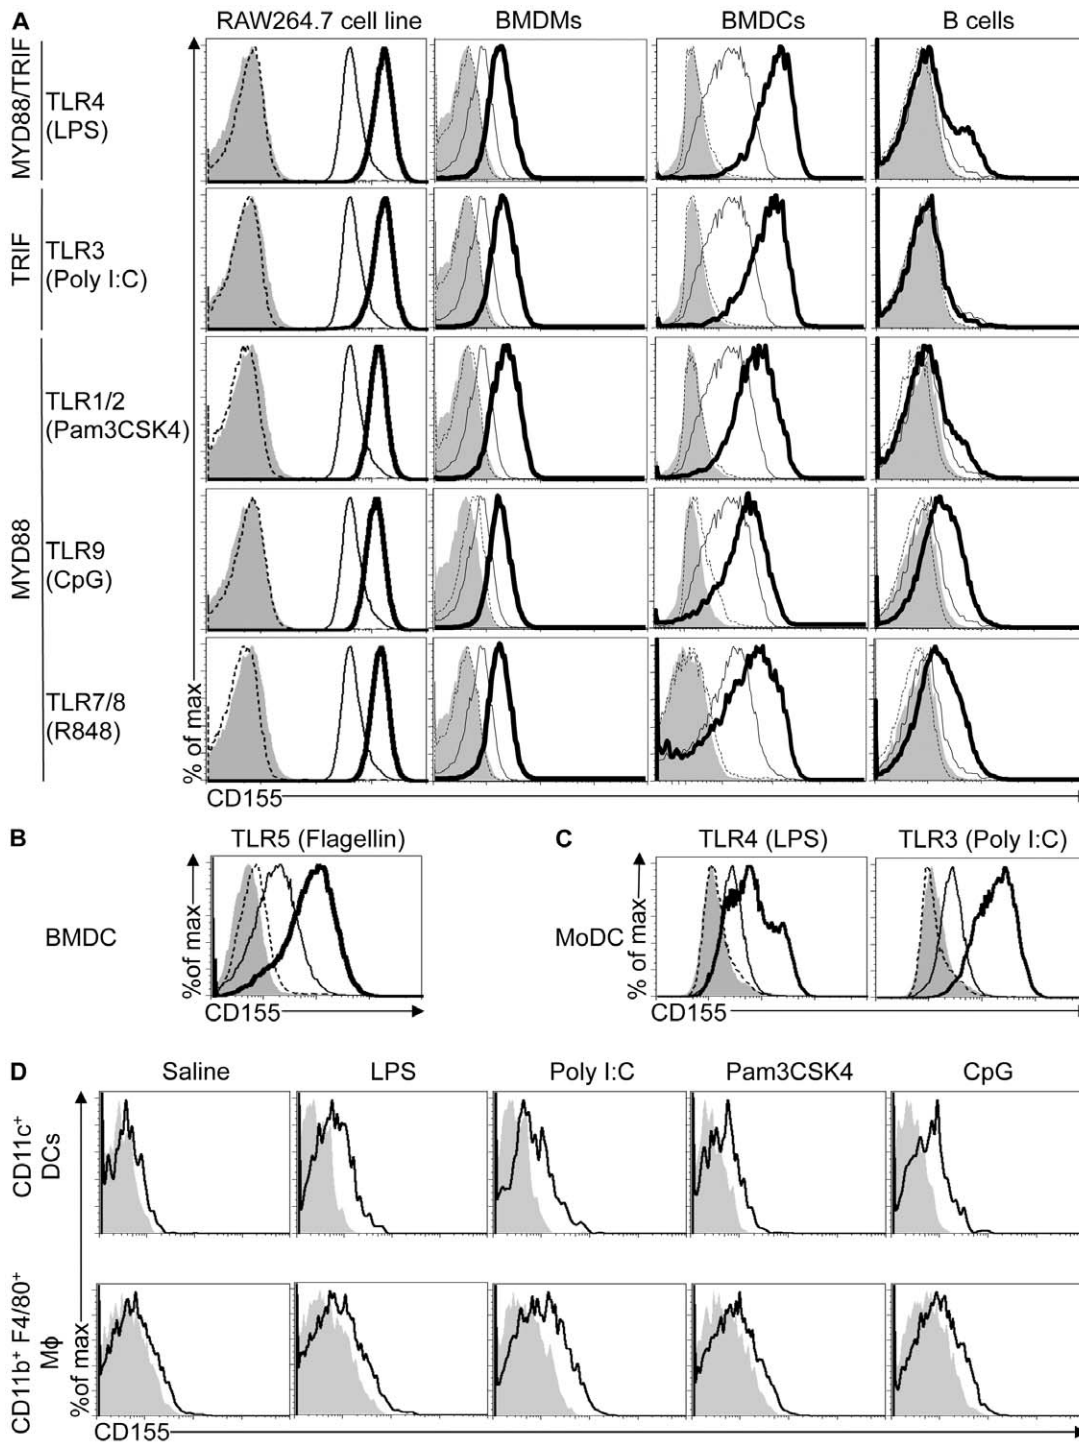 A
RAW264.7 cell line
BMDMs
BMDCs
B cells
MYD88/TRIF
TLR4
(LPS)
TRIF
TLR3
(Poly I:C)
MYD88
TLR1/2
(Pam3CSK4)
TLR9
(CpG)
TLR7/8
(R848)
% of max
CD155
B
TLR5 (Flagellin)
BMDC
%of max
CD155
C
TLR4 (LPS)
TLR3 (Poly I:C)
MoDC
% of max
CD155
D
Saline
LPS
Poly I:C
Pam3CSK4
CpG
CD11c⁺
DCs
CD11b⁺ F4/80⁺
Mϕ
%of max
CD155